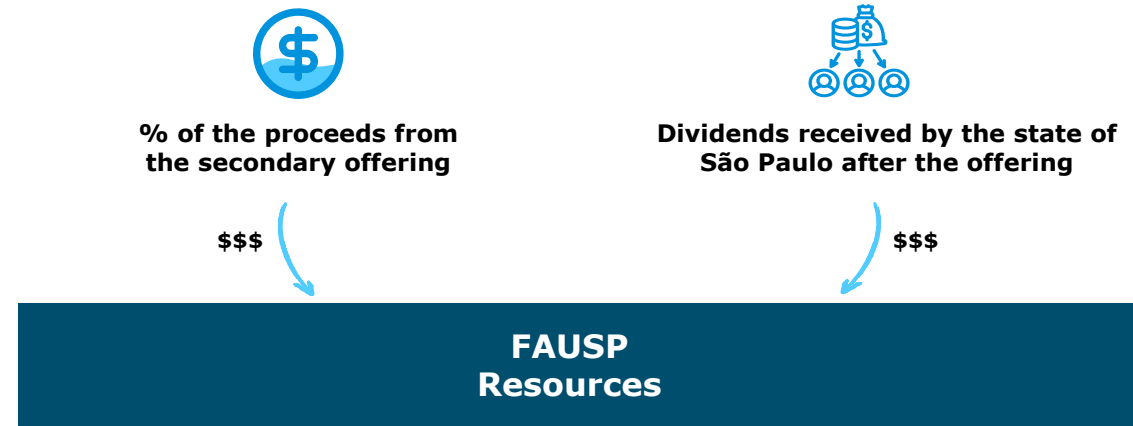 $
$
% of the proceeds from
the secondary offering
Dividends received by the state of
São Paulo after the offering
$$$
$$$
FAUSP
Resources